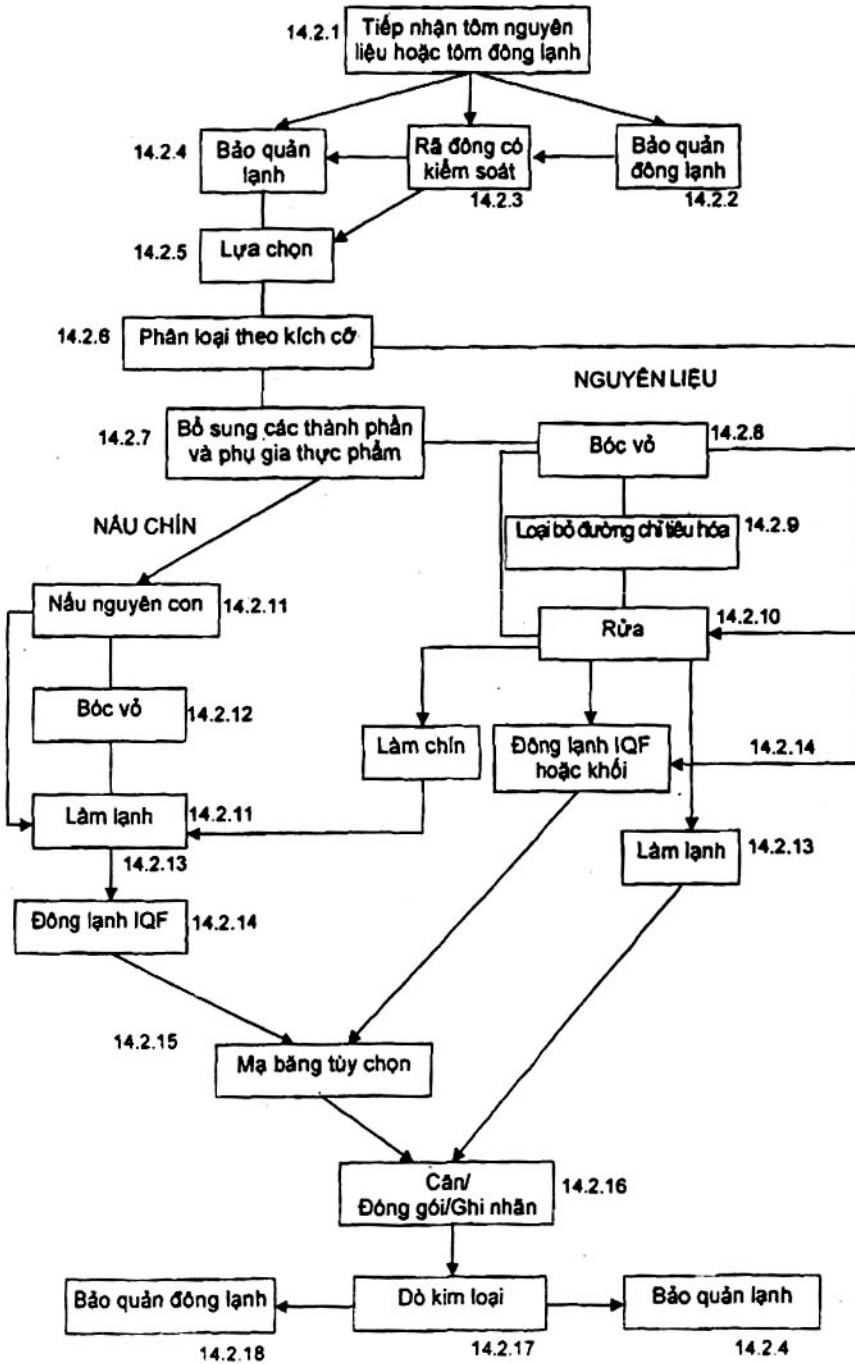 14.2.1
Tiếp nhận tôm nguyên
liệu hoặc tôm đông lạnh
14.2.4
Bảo quản
lạnh
Rã đông có
kiểm soát
14.2.3
Bảo quản
đông lạnh
14.2.2
14.2.5
Lựa chọn
14.2.6
Phân loại theo kích cỡ
NGUYÊN LIỆU
14.2.7
Bổ sung các thành phần
và phụ gia thực phẩm
Bóc vỏ
14.2.8
NẤU CHÍN
Loại bỏ đường chỉ tiêu hóa
14.2.9
Nấu nguyên con
14.2.11
Rửa
14.2.10
Bóc vỏ
14.2.12
Làm chín
Đông lạnh IQF
hoặc khối
14.2.14
Làm lạnh
14.2.11
14.2.13
Làm lạnh
14.2.13
Đông lạnh IQF
14.2.14
14.2.15
Mạ băng tùy chọn
Cân/
Đóng gói/Ghi nhãn
14.2.16
Bảo quản đông lạnh
14.2.18
Dò kim loại
14.2.17
Bảo quản lạnh
14.2.4